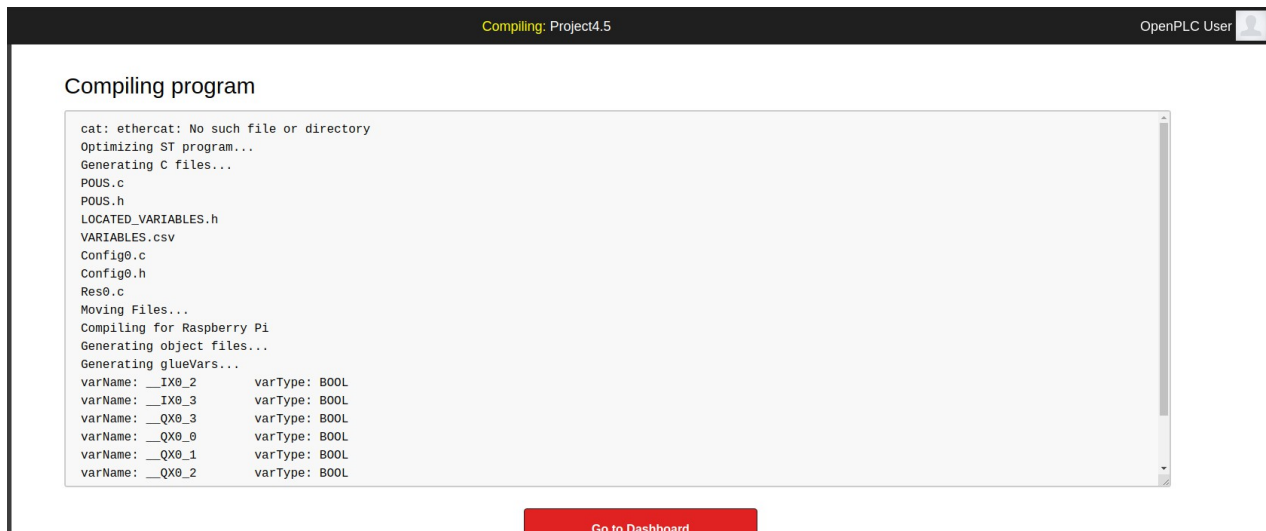 Compiling: Project4.5
OpenPLC User
Compiling program
cat: ethercat: No such file or directory
Optimizing ST program...
Generating C files...
POUS.c
POUS.h
LOCATED_VARIABLES.h
VARIABLES.csv
Config0.c
Config0.h
Res0.c
Moving Files...
Compiling for Raspberry Pi
Generating object files...
Generating glueVars...
varName: __IX0_2 varType: BOOL
varName: __IX0_3 varType: BOOL
varName: __QX0_3 varType: BOOL
varName: __QX0_0 varType: BOOL
varName: __QX0_1 varType: BOOL
varName: __QX0_2 varType: BOOL
Go to Dashboard